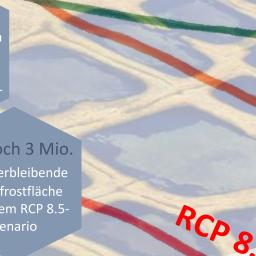 och 3 Mio.
erbleibende
frostfläche
em RCP 8.5-
enario
RCP 8.